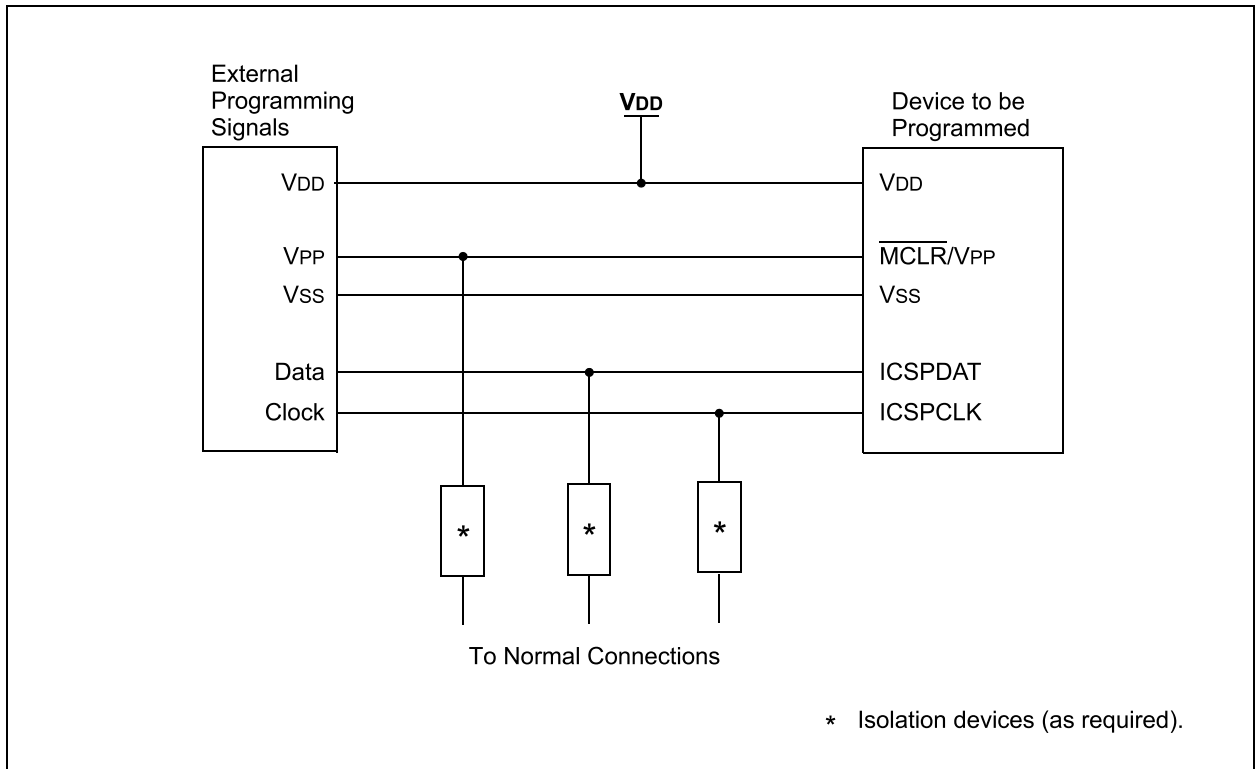 External
Programming
Signals
VDD
Device to be
Programmed
VDD
VDD
VPP
MCLR/VPP
VSS
VSS
Data
ICSPDAT
Clock
ICSPCLK
* * *
To Normal Connections
* Isolation devices (as required).